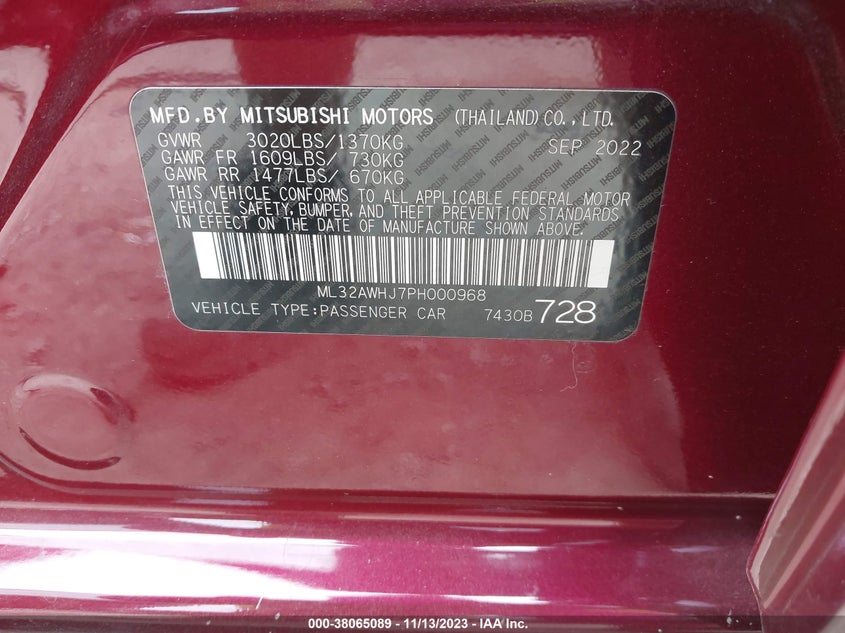 MFD.BY MITSUBISHI MOTORS (THAILAND)CO.,LTD.
GVWR 3020LBS/1370KG SEP 2022
GAWR FR 1609LBS/ 730KG
GAWR RR 1477LBS/ 670KG
THIS VEHICLE CONFORMS TO ALL APPLICABLE FEDERAL MOTOR
VEHICLE SAFETY, BUMPER, AND THEFT PREVENTION STANDARDS
IN EFFECT ON THE DATE OF MANUFACTURE SHOWN ABOVE.
ML32AWHJ7PH000968
VEHICLE TYPE:PASSENGER CAR 7430B 728
000-38065089 - 11/13/2023 - IAA Inc.